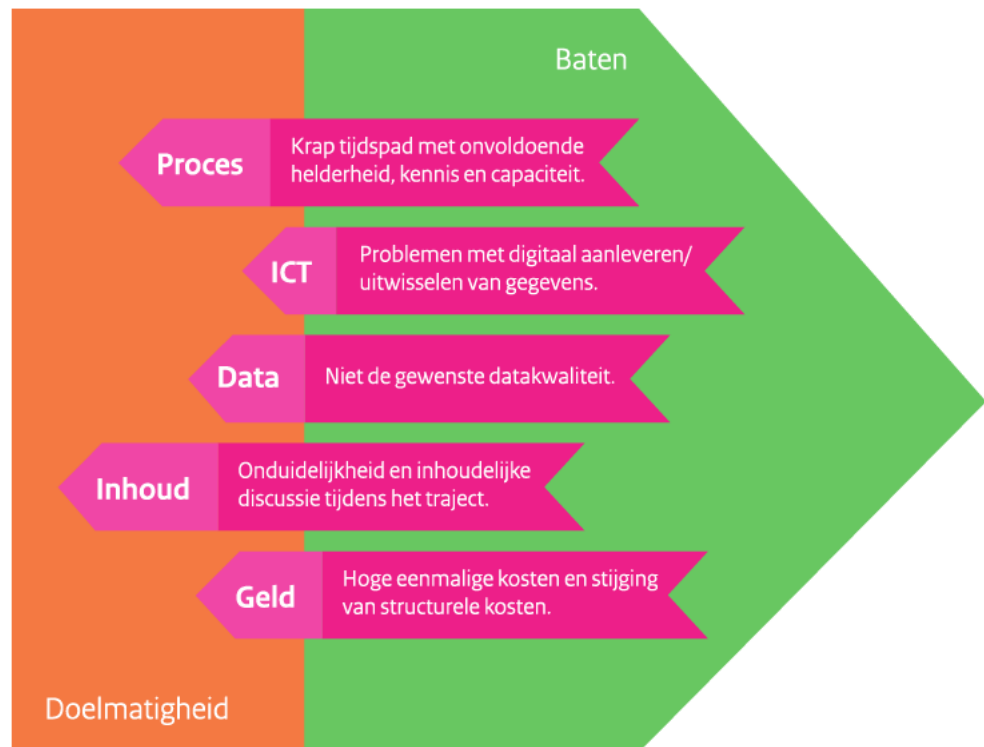 Baten
Proces
Krap tijdspad met onvoldoende
helderheid, kennis en capaciteit.
ICT
Problemen met digitaal aanleveren/
uitwisselen van gegevens.
Data
Niet de gewenste datakwaliteit.
Inhoud
Onduidelijkheid en inhoudelijke
discussie tijdens het traject.
Geld
Hoge eenmalige kosten en stijging
van structurele kosten.
Doelmatigheid